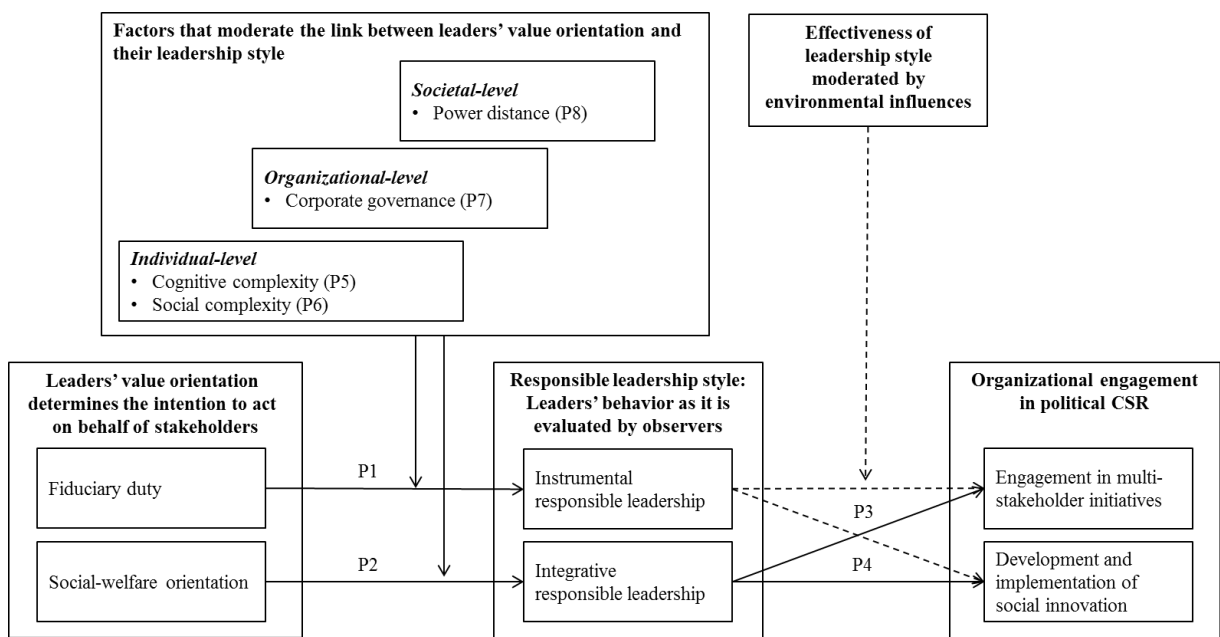 Factors that moderate the link between leaders' value orientation and
their leadership style
Societal-level
• Power distance (P8)
Organizational-level
• Corporate governance (P7)
Individual-level
• Cognitive complexity (P5)
• Social complexity (P6)
Effectiveness of
leadership style
moderated by
environmental influences
Leaders' value orientation
determines the intention to act
on behalf of stakeholders
Fiduciary duty
Social-welfare orientation
P1
P2
Responsible leadership style:
Leaders' behavior as it is
evaluated by observers
Instrumental
responsible leadership
Integrative
responsible leadership
P3
P4
Organizational engagement
in political CSR
Engagement in multi-
stakeholder initiatives
Development and
implementation of
social innovation